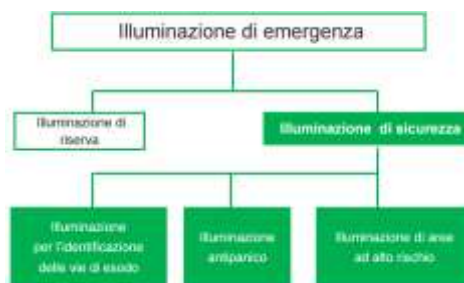 Illuminazione di emergenza
Illuminazione di
riserva
Illuminazione di sicurezza
Illuminazione
per l'identificazione
delle vie di esodo
Illuminazione
antipanico
Illuminazione di aree
ad alto rischio